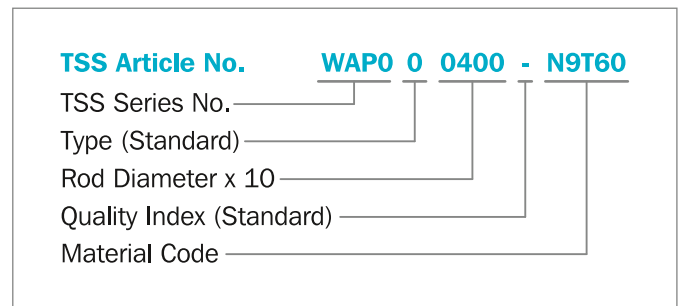 TSS Article No. WAP0 0 0400 - N9T60
TSS Series No.
Type (Standard)
Rod Diameter x 10
Quality Index (Standard)
Material Code